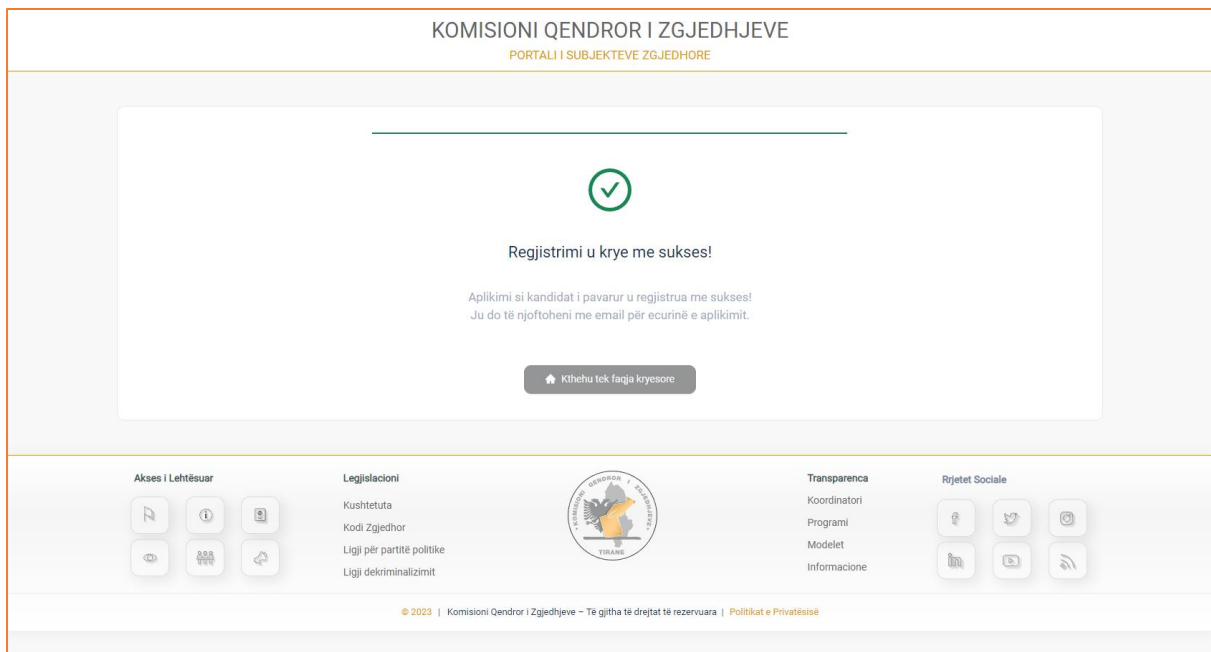 KOMISIONI QENDROR I ZGJEDHJEVE
PORTALI I SUBJEKTEVE ZGJEDHORE
Regjistrimi u krye me sukses!
Aplikimi si kandidat i pavarur u regjistrua me sukses!
Ju do të njoftoheni me email për ecurinë e aplikimit.
Kthehu tek faqja kryesore
Akses i Lehtësuar
Legjislacioni
Kushtetuta
Kodi Zgjedhor
Ligji për partitë politike
Ligji dekriminalizimit
KOMISIONI QENDROR I ZGJEDHJEVE
TIRANE
Transparenca
Koordinatori
Programi
Modelet
Informacione
Rrjetet Sociale
© 2023 | Komisioni Qendror i Zgjedhjeve – Të gjitha të drejtat të rezervuara | Politikat e Privatësisë